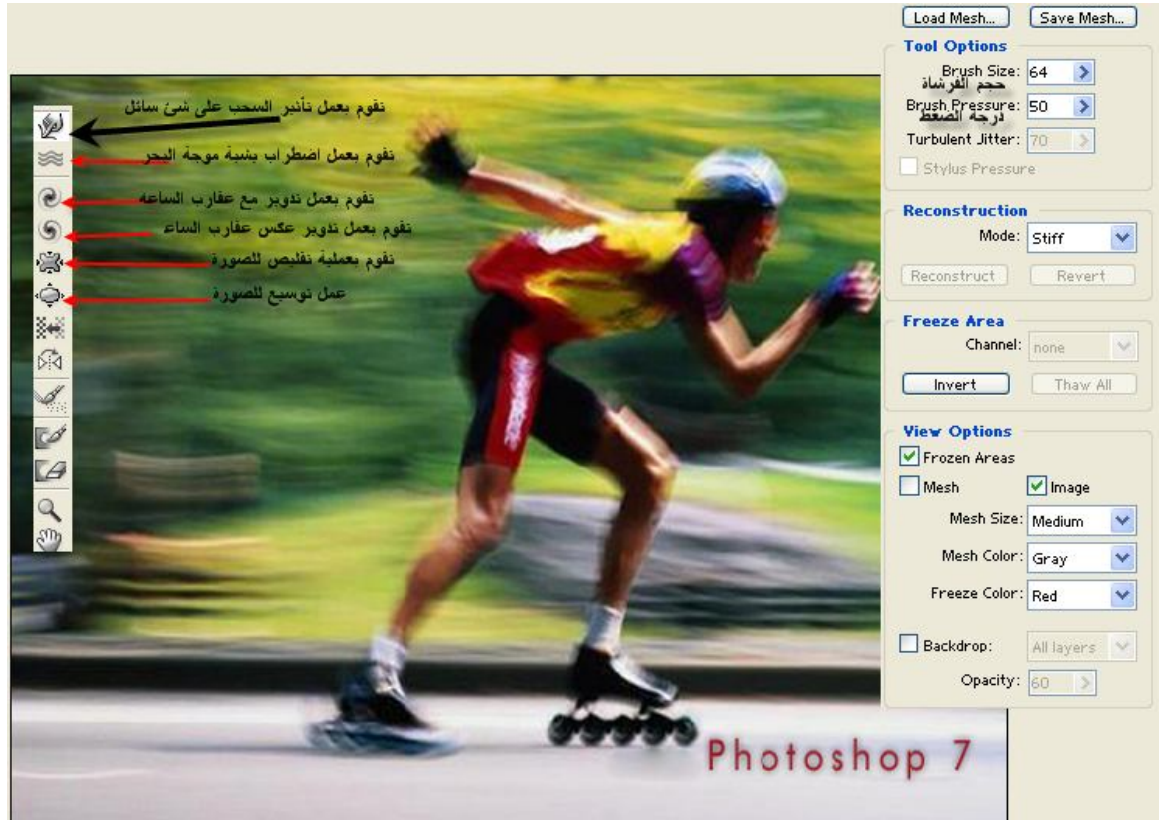 Load Mesh... Save Mesh...
Tool Options
Brush Size: 64
حجم الفرشاة
Brush Pressure: 50
درجة الضغط
Turbulent Jitter: 70
Stylus Pressure
Reconstruction
Mode: Stiff
Reconstruct Revert
Freeze Area
Channel: none
Invert Thaw All
View Options
Frozen Areas
Mesh Image
Mesh Size: Medium
Mesh Color: Gray
Freeze Color: Red
Backdrop: All layers
Opacity: 60
تقوم بعمل تأثير السحب على شئ سائل
تقوم بعمل اضطراب يشبة موجة البحر
تقوم بعمل تدوير مع عقارب الساعه
تقوم بعمل تدوير عكس عقارب الساع
تقوم بعملية تقليص للصورة
عمل توسيع للصورة
Photoshop 7